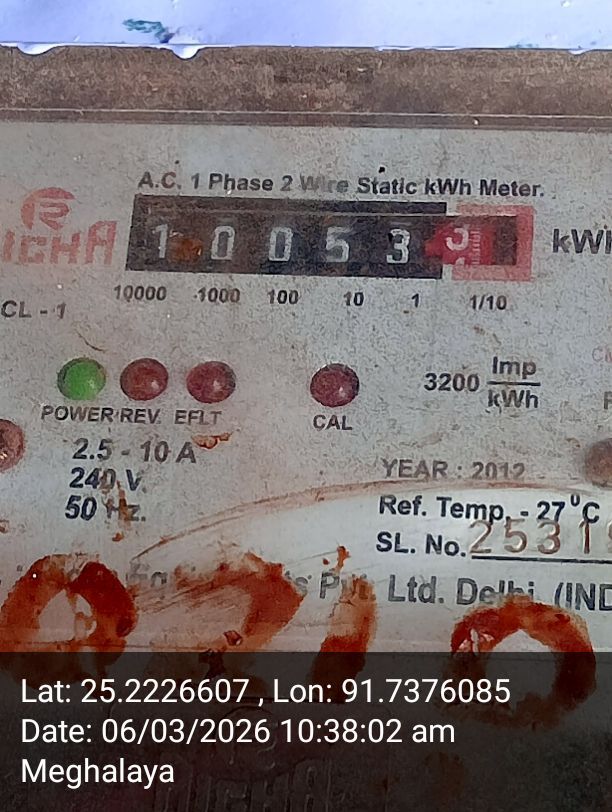 A.C. 1 Phase 2 Wire Static kWh Meter.
1 0 0 5 3 3
10000 1000 100 10 1 1/10
CL - 1
3200 Imp/kWh
POWER REV. EFLT
CAL
2.5 - 10 A
240 V.
50 Hz.
YEAR : 2012
Ref. Temp. - 27°C
SL. No.
Ltd. Delhi.
Lat: 25.2226607 , Lon: 91.7376085
Date: 06/03/2026 10:38:02 am
Meghalaya